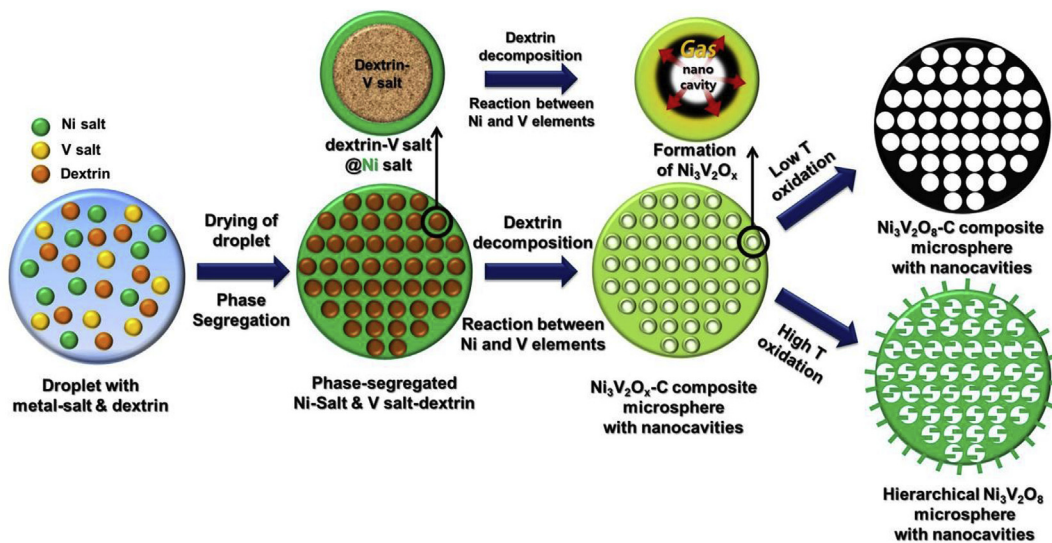 Ni salt
V salt
Dextrin
Droplet with
metal-salt & dextrin
Drying of
droplet
Phase
Segregation
Dextrin-
V salt
dextrin-V salt
@Ni salt
Phase-segregated
Ni-Salt & V salt-dextrin
Dextrin
decomposition
Reaction between
Ni and V elements
Dextrin
decomposition
Reaction between
Ni and V elements
Gas
nano
cavity
Formation
of Ni₃V₂Oₓ
Ni₃V₂Oₓ-C composite
microsphere
with nanocavities
Low T
oxidation
High T
oxidation
Ni₃V₂O₈-C composite
microsphere
with nanocavities
Hierarchical Ni₃V₂O₈
microsphere
with nanocavities